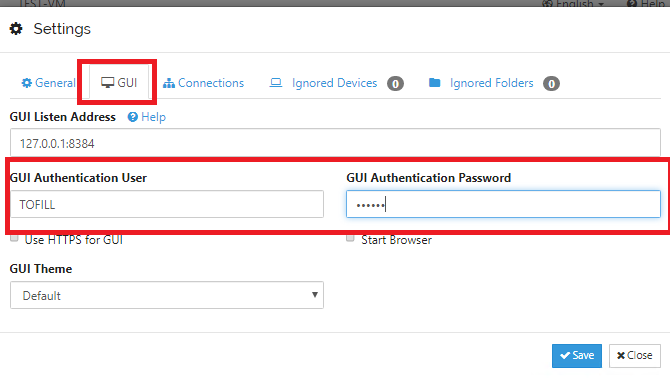 TEST-VM English Help
Settings
General GUI Connections Ignored Devices 0 Ignored Folders 0
GUI Listen Address Help
127.0.0.1:8384
GUI Authentication User GUI Authentication Password
TOFILL ••••••
Use HTTPS for GUI Start Browser
GUI Theme
Default
Save Close